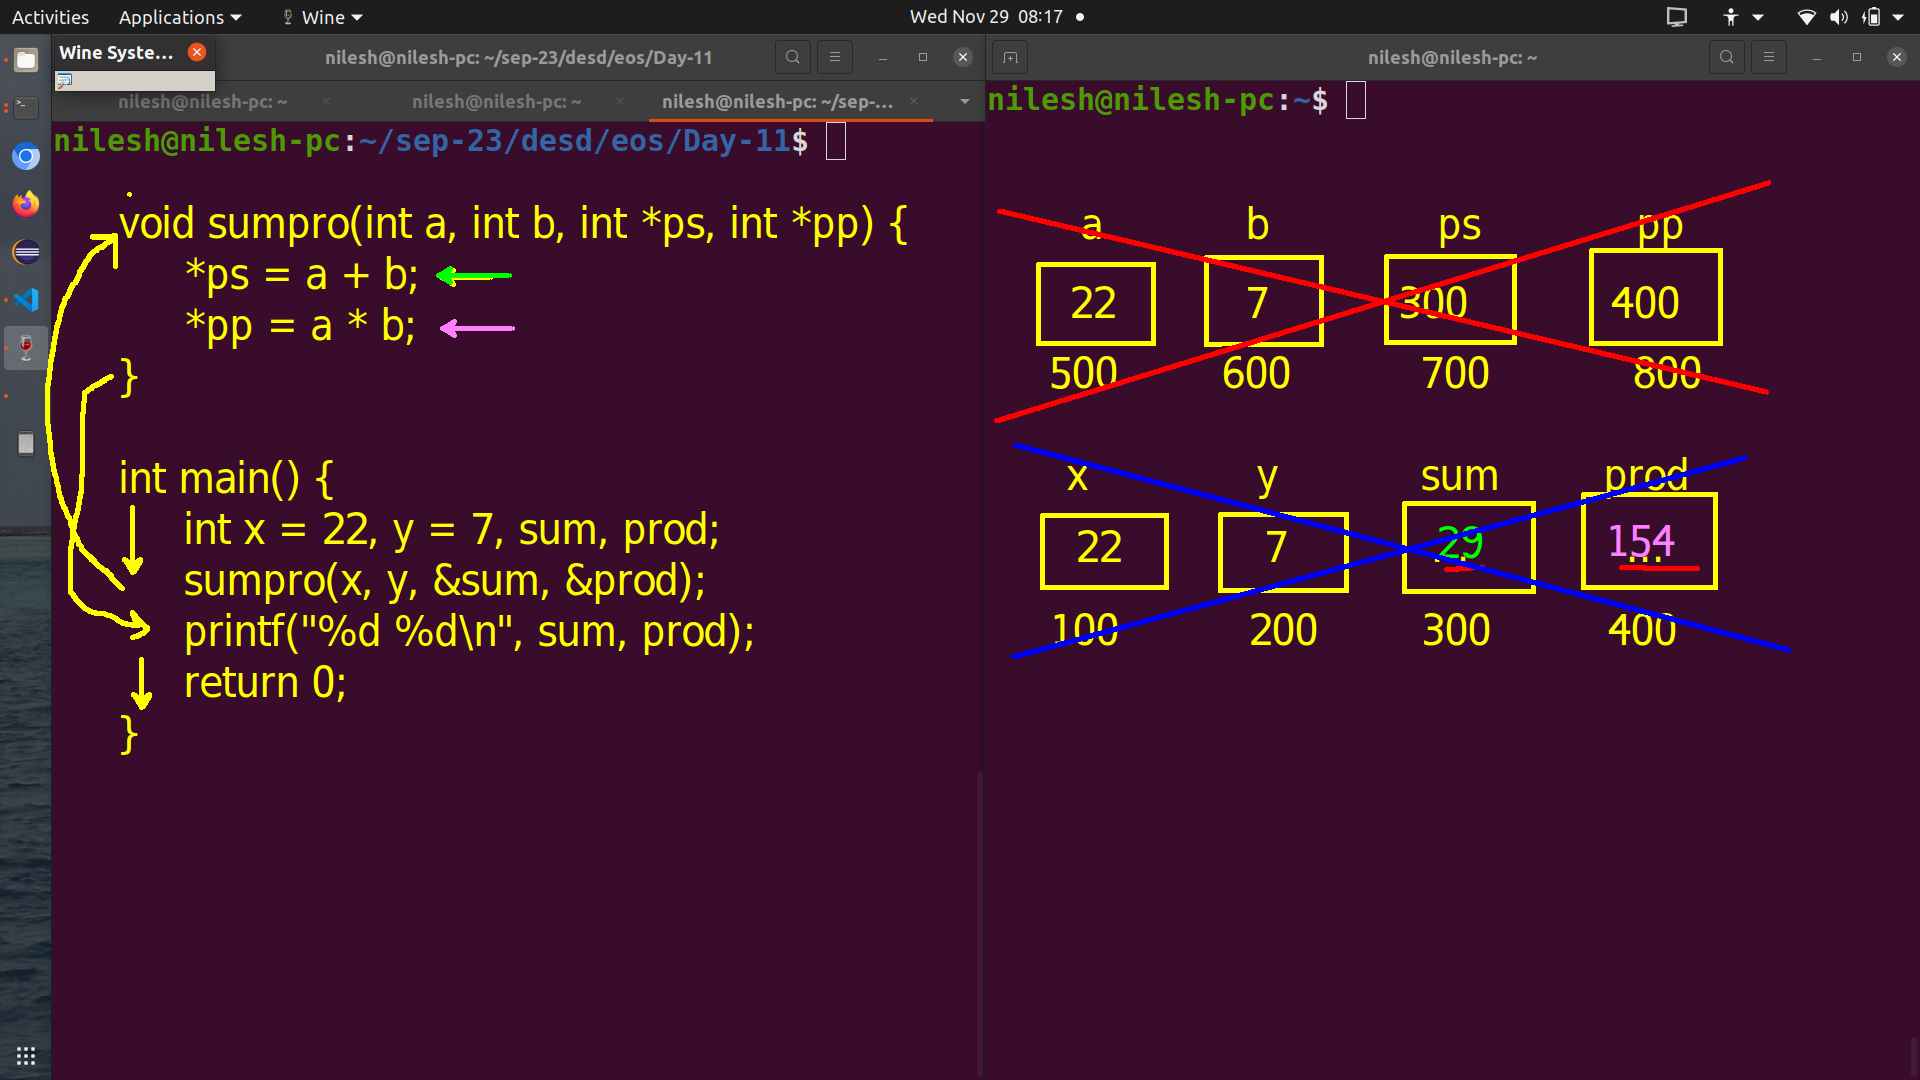 Activities Applications Wine Wed Nov 29 08:17
Wine Syste...
nilesh@nilesh-pc: ~/sep-23/desd/eos/Day-11
nilesh@nilesh-pc: ~
nilesh@nilesh-pc: ~ nilesh@nilesh-pc: ~ nilesh@nilesh-pc: ~/sep-...
nilesh@nilesh-pc:~/sep-23/desd/eos/Day-11$
void sumpro(int a, int b, int *ps, int *pp) {
*ps = a + b;
*pp = a * b;
}
int main() {
int x = 22, y = 7, sum, prod;
sumpro(x, y, &sum, &prod);
printf("%d %d\n", sum, prod);
return 0;
}
nilesh@nilesh-pc:~$
a b ps pp
22 7 300 400
500 600 700 800
x y sum prod
22 7 29 154
... ...
100 200 300 400